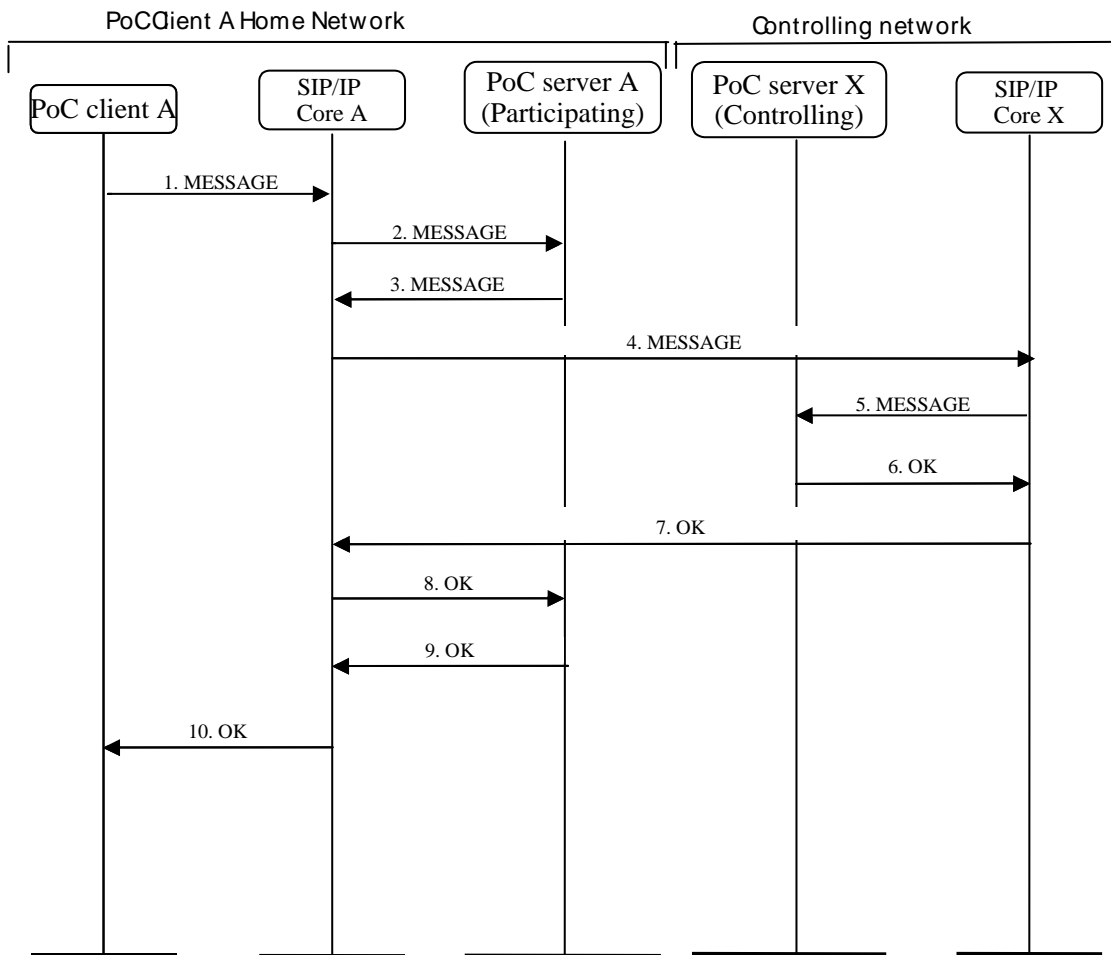 PoCClient A Home Network
Controlling network
PoC client A
SIP/IP
Core A
PoC server A
(Participating)
PoC server X
(Controlling)
SIP/IP
Core X
1. MESSAGE
2. MESSAGE
3. MESSAGE
4. MESSAGE
5. MESSAGE
6. OK
7. OK
8. OK
9. OK
10. OK